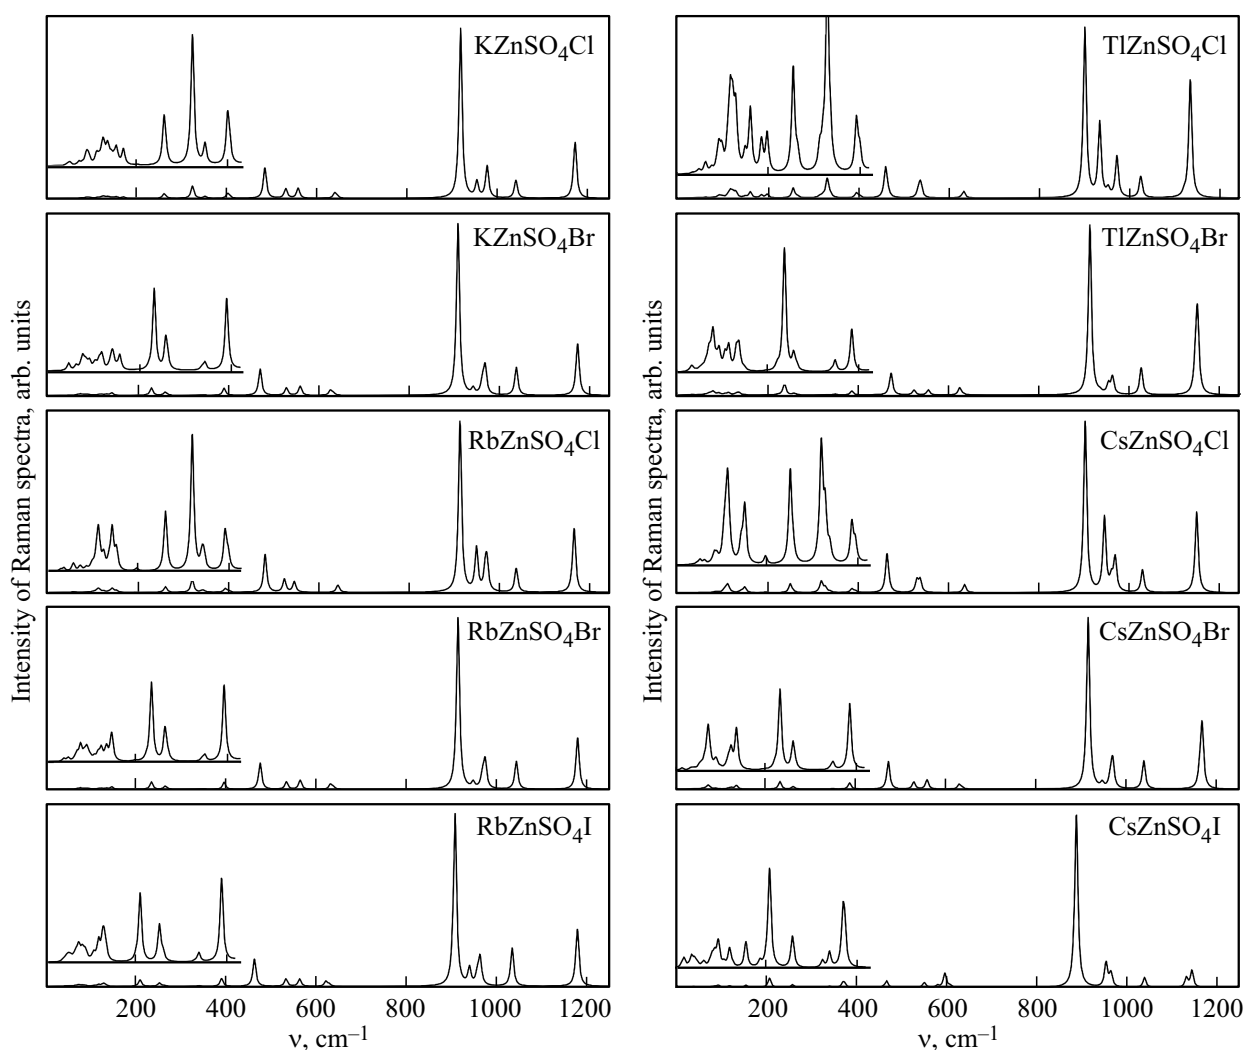 Intensity of Raman spectra, arb. units
KZnSO₄Cl
KZnSO₄Br
RbZnSO₄Cl
RbZnSO₄Br
RbZnSO₄I
200 400 600 800 1000 1200
ν, cm⁻¹
Intensity of Raman spectra, arb. units
TlZnSO₄Cl
TlZnSO₄Br
CsZnSO₄Cl
CsZnSO₄Br
CsZnSO₄I
200 400 600 800 1000 1200
ν, cm⁻¹